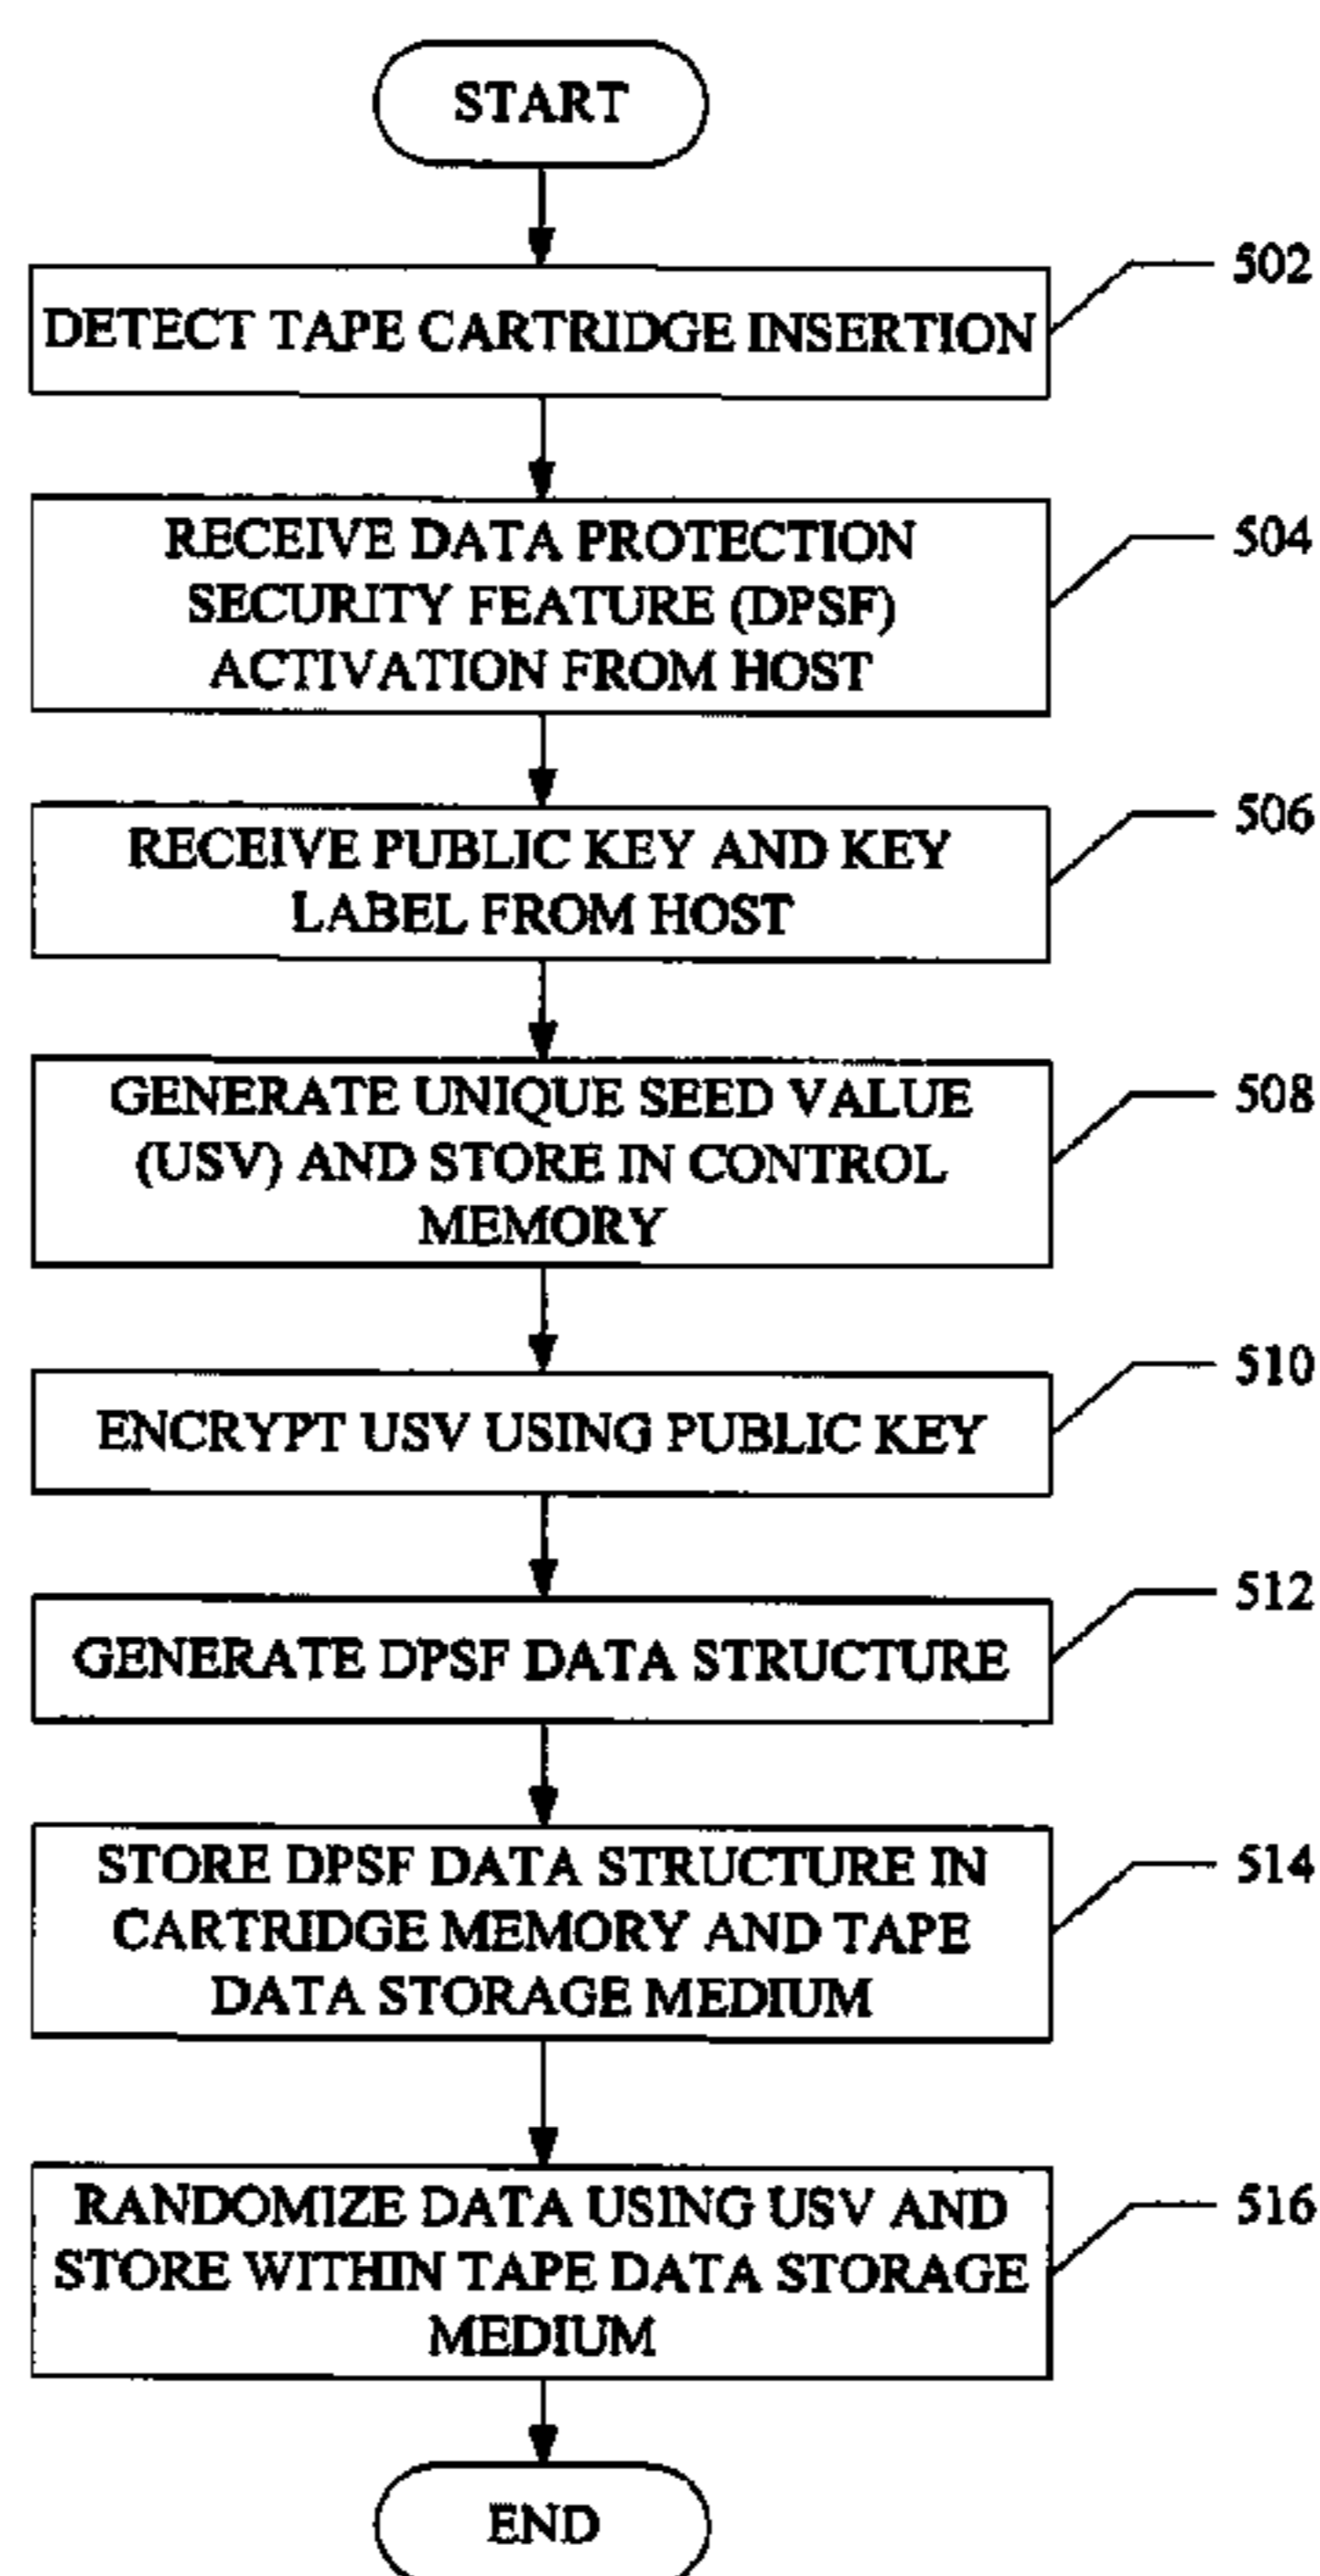 START
502
DETECT TAPE CARTRIDGE INSERTION
504
RECEIVE DATA PROTECTION
SECURITY FEATURE (DPSF)
ACTIVATION FROM HOST
506
RECEIVE PUBLIC KEY AND KEY
LABEL FROM HOST
508
GENERATE UNIQUE SEED VALUE
(USV) AND STORE IN CONTROL
MEMORY
510
ENCRYPT USV USING PUBLIC KEY
512
GENERATE DPSF DATA STRUCTURE
514
STORE DPSF DATA STRUCTURE IN
CARTRIDGE MEMORY AND TAPE
DATA STORAGE MEDIUM
516
RANDOMIZE DATA USING USV AND
STORE WITHIN TAPE DATA STORAGE
MEDIUM
END